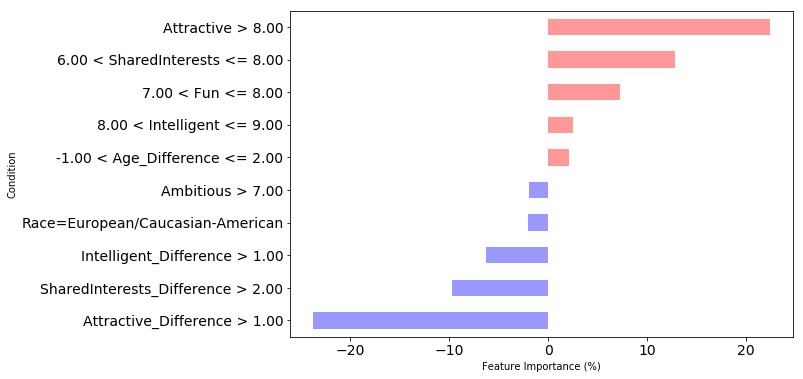 Attractive > 8.00
6.00 < SharedInterests <= 8.00
7.00 < Fun <= 8.00
8.00 < Intelligent <= 9.00
-1.00 < Age_Difference <= 2.00
Ambitious > 7.00
Race=European/Caucasian-American
Intelligent_Difference > 1.00
SharedInterests_Difference > 2.00
Attractive_Difference > 1.00
Condition
−20 −10 0 10 20
Feature Importance (%)